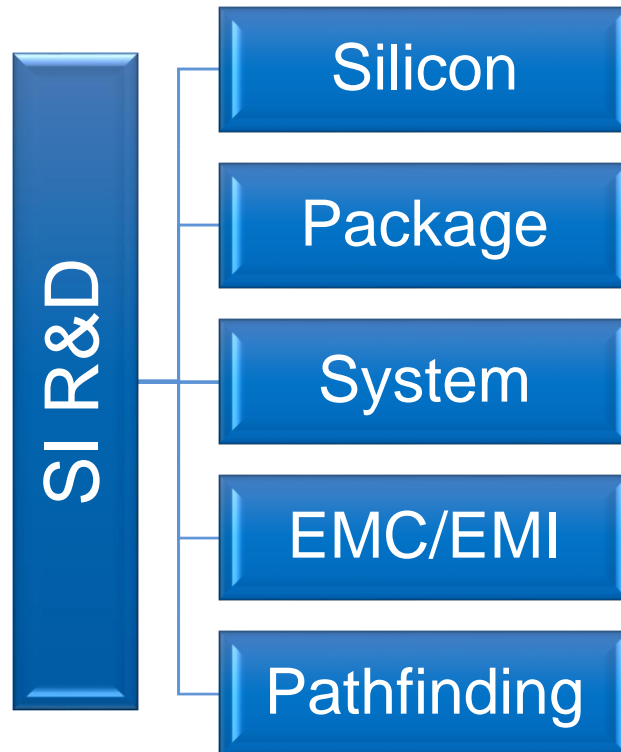 SI R&D
Silicon
Package
System
EMC/EMI
Pathfinding